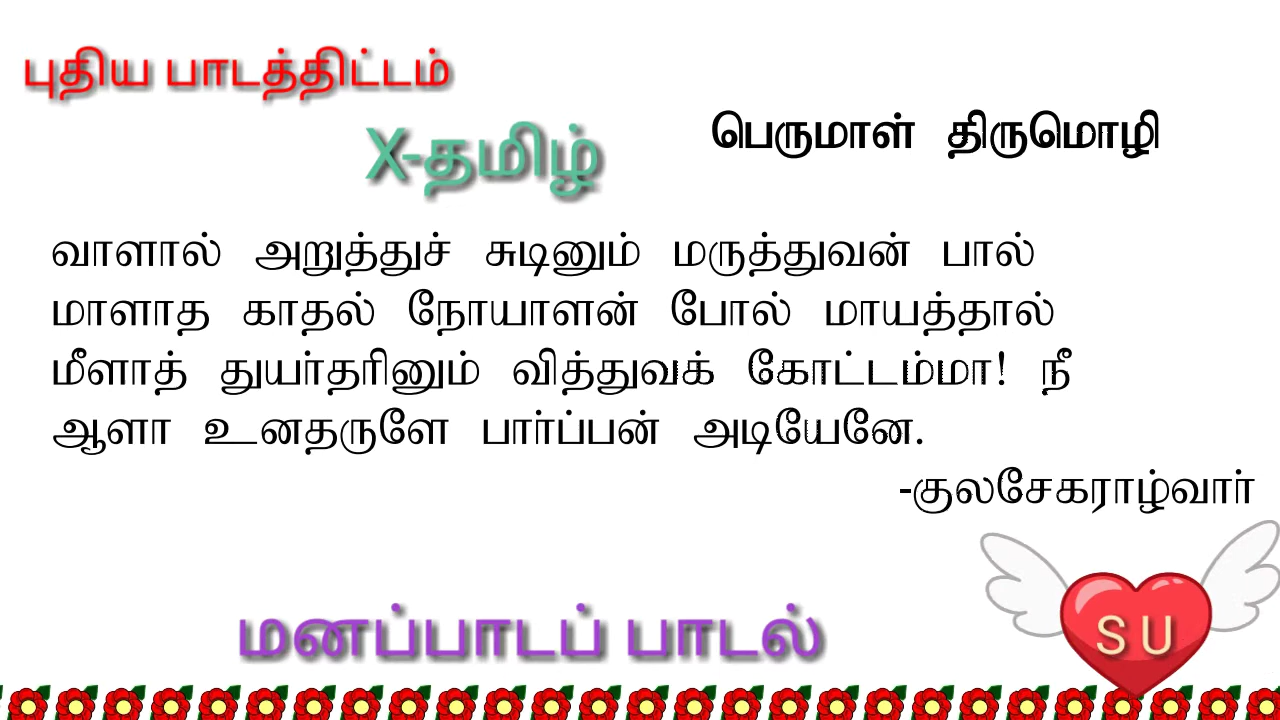 புதிய பாடத்திட்டம்
X-தமிழ்
பெருமாள் திருமொழி
வாளால் அறுத்துச் சுடினும் மருத்துவன் பால்
மாளாத காதல் நோயாளன் போல் மாயத்தால்
மீளாத் துயர்தரினும் வித்துவக் கோட்டம்மா! நீ
ஆளா உனதருளே பார்ப்பன் அடியேனே.
-குலசேகராழ்வார்
மனப்பாடப் பாடல்
SU